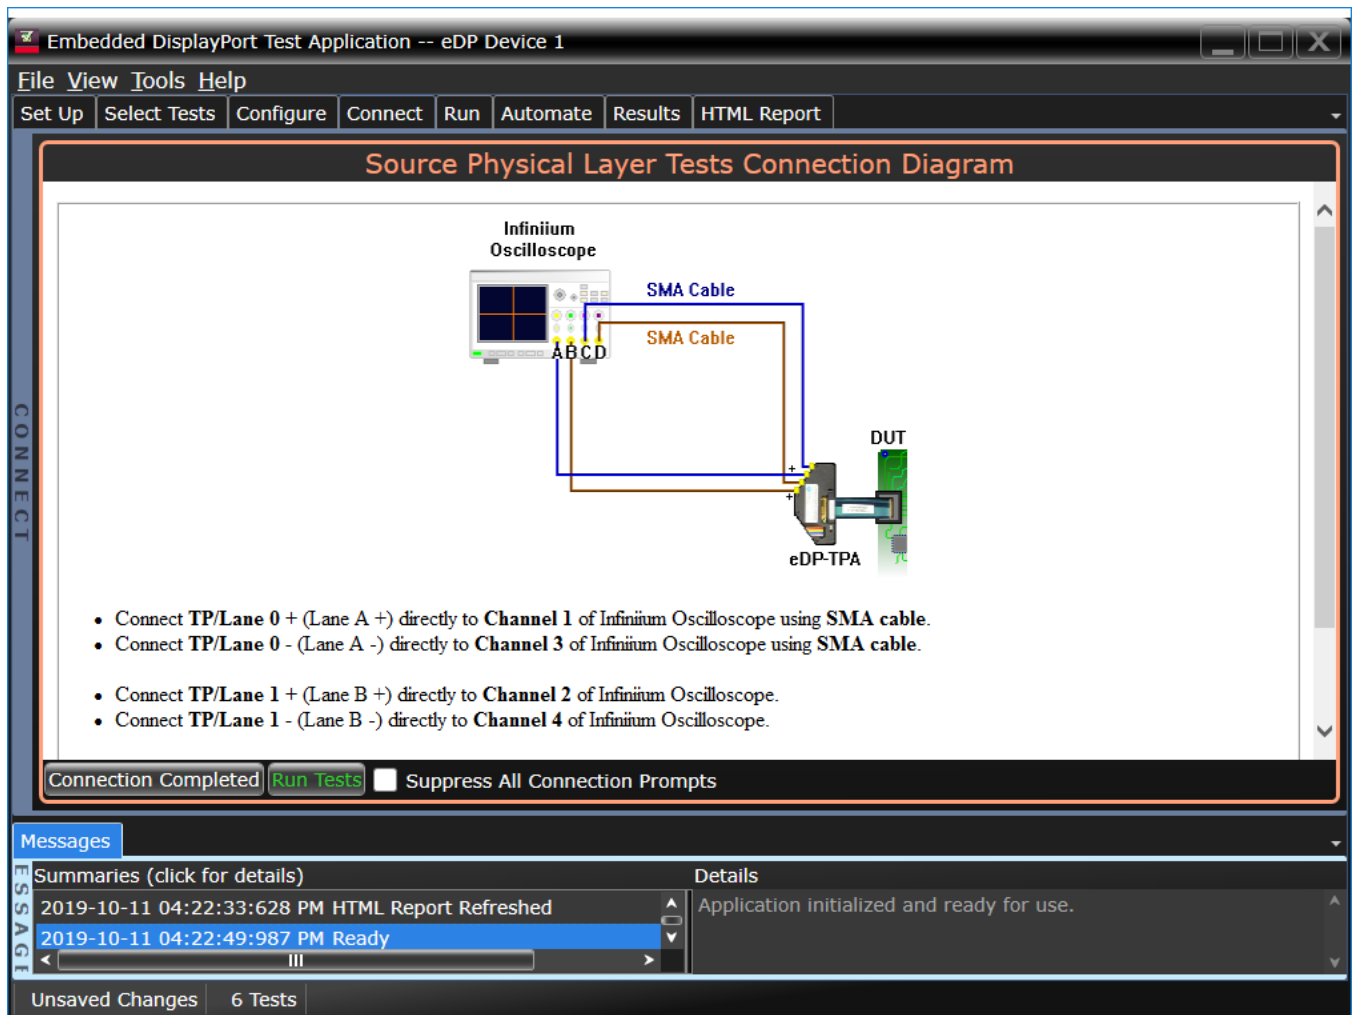 Embedded DisplayPort Test Application -- eDP Device 1
File View Tools Help
Set Up Select Tests Configure Connect Run Automate Results HTML Report
Source Physical Layer Tests Connection Diagram
Infiniium
Oscilloscope
SMA Cable
SMA Cable
A B C D
DUT
+
+
eDP-TPA
• Connect TP/Lane 0 + (Lane A +) directly to Channel 1 of Infiniium Oscilloscope using SMA cable.
• Connect TP/Lane 0 - (Lane A -) directly to Channel 3 of Infiniium Oscilloscope using SMA cable.
• Connect TP/Lane 1 + (Lane B +) directly to Channel 2 of Infiniium Oscilloscope.
• Connect TP/Lane 1 - (Lane B -) directly to Channel 4 of Infiniium Oscilloscope.
CONNECT
Connection Completed Run Tests Suppress All Connection Prompts
Messages
Summaries (click for details) Details
2019-10-11 04:22:33:628 PM HTML Report Refreshed Application initialized and ready for use.
2019-10-11 04:22:49:987 PM Ready
ESSAGE
Unsaved Changes 6 Tests